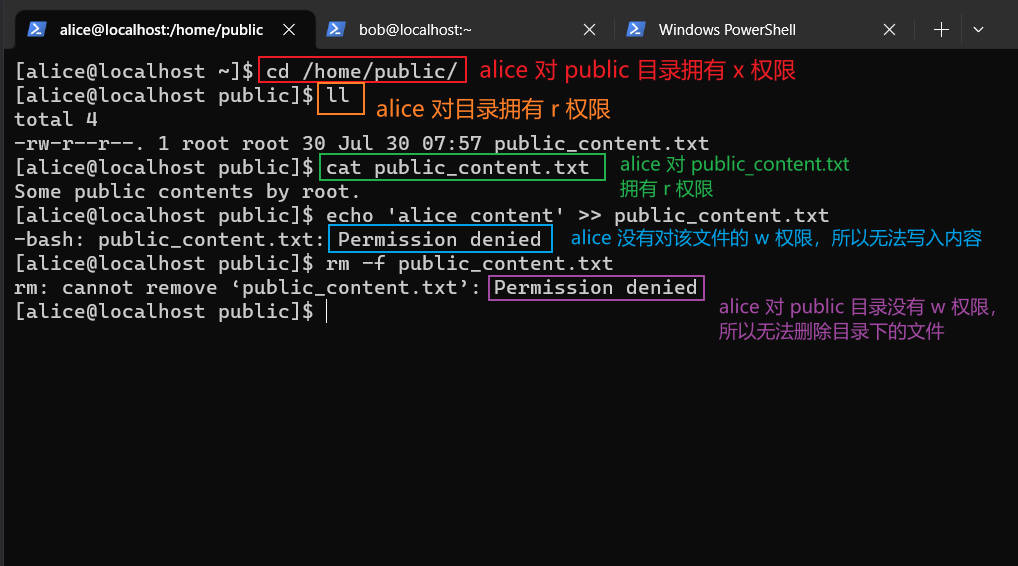 alice@localhost:/home/public
bob@localhost:~
Windows PowerShell
[alice@localhost ~]$ cd /home/public/ alice 对 public 目录拥有 x 权限
[alice@localhost public]$ ll alice 对目录拥有 r 权限
total 4
-rw-r--r--. 1 root root 30 Jul 30 07:57 public_content.txt
[alice@localhost public]$ cat public_content.txt alice 对 public_content.txt
拥有 r 权限
Some public contents by root.
[alice@localhost public]$ echo 'alice content' >> public_content.txt
-bash: public_content.txt: Permission denied alice 没有对该文件的 w 权限，所以无法写入内容
[alice@localhost public]$ rm -f public_content.txt
rm: cannot remove ‘public_content.txt’: Permission denied
alice 对 public 目录没有 w 权限，
所以无法删除目录下的文件
[alice@localhost public]$